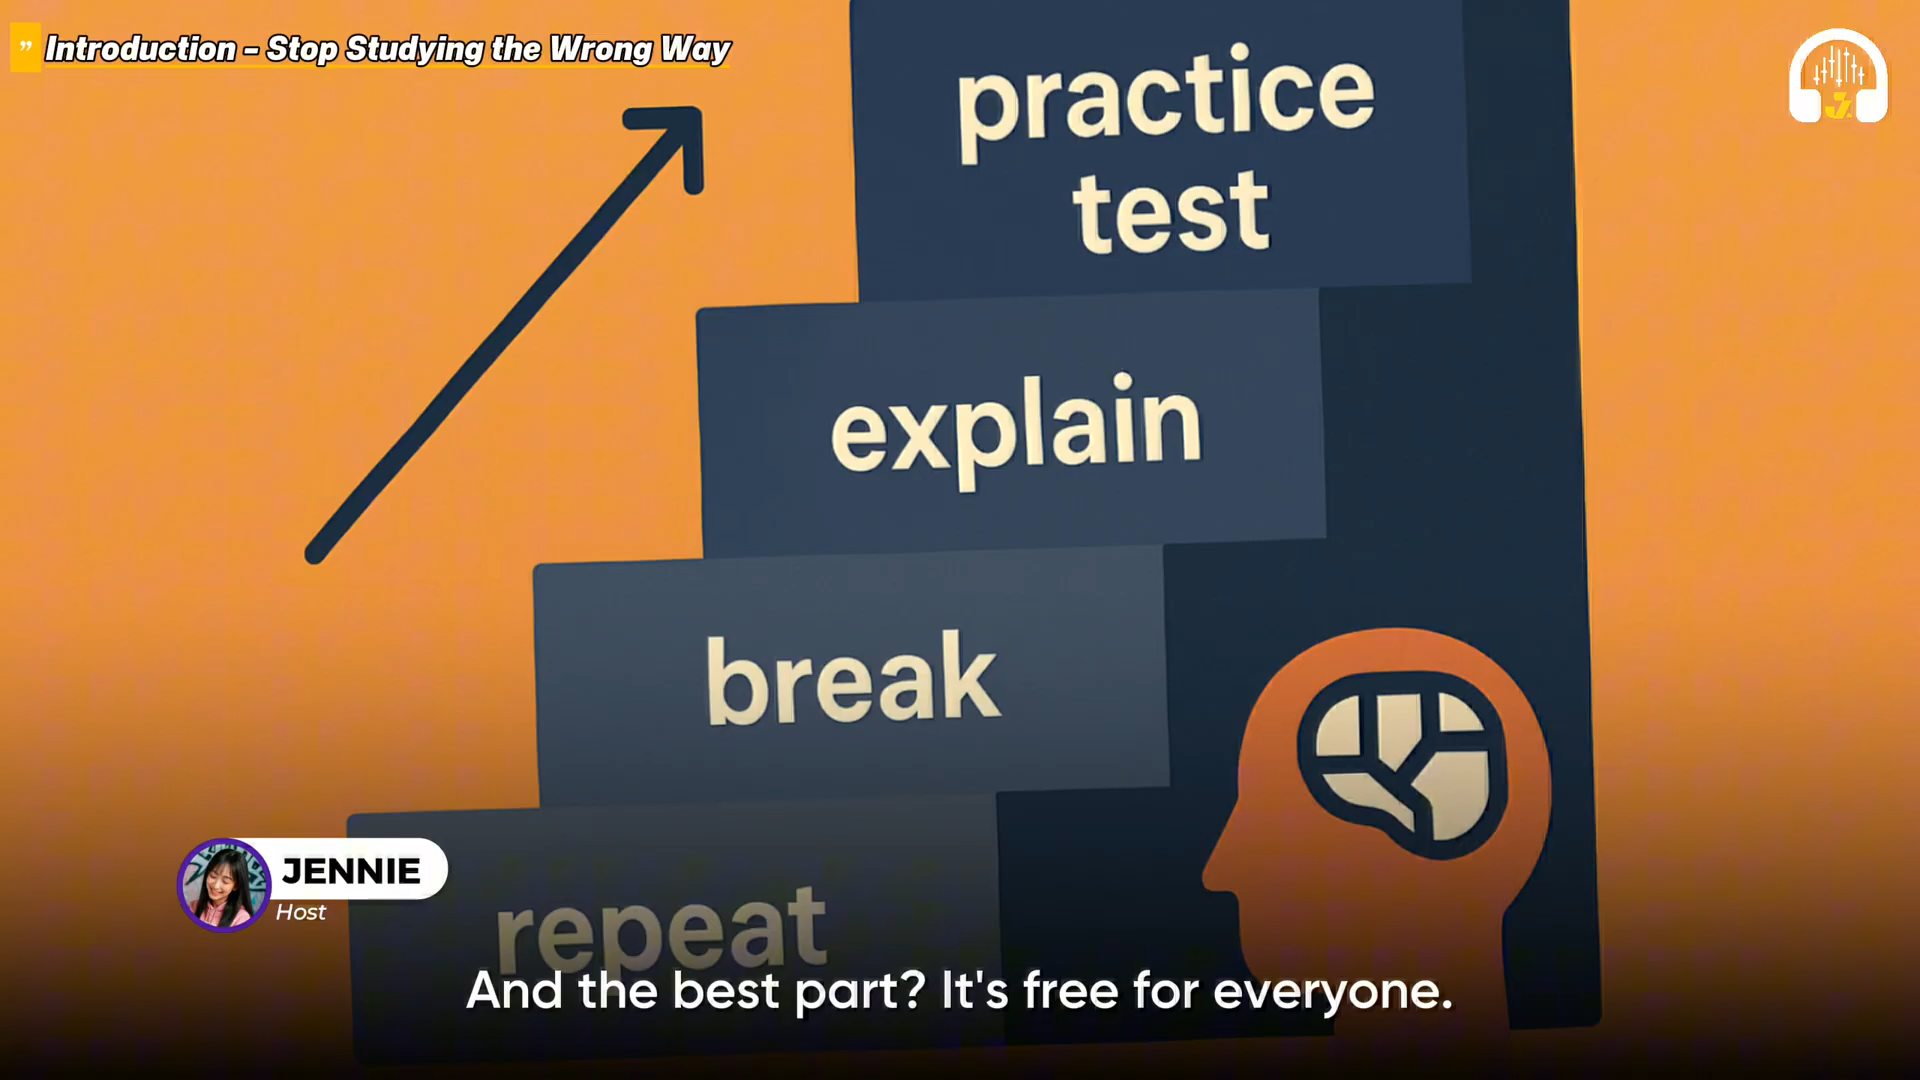 Introduction - Stop Studying the Wrong Way
practice
test
explain
break
repeat
JENNIE
Host
And the best part? It's free for everyone.